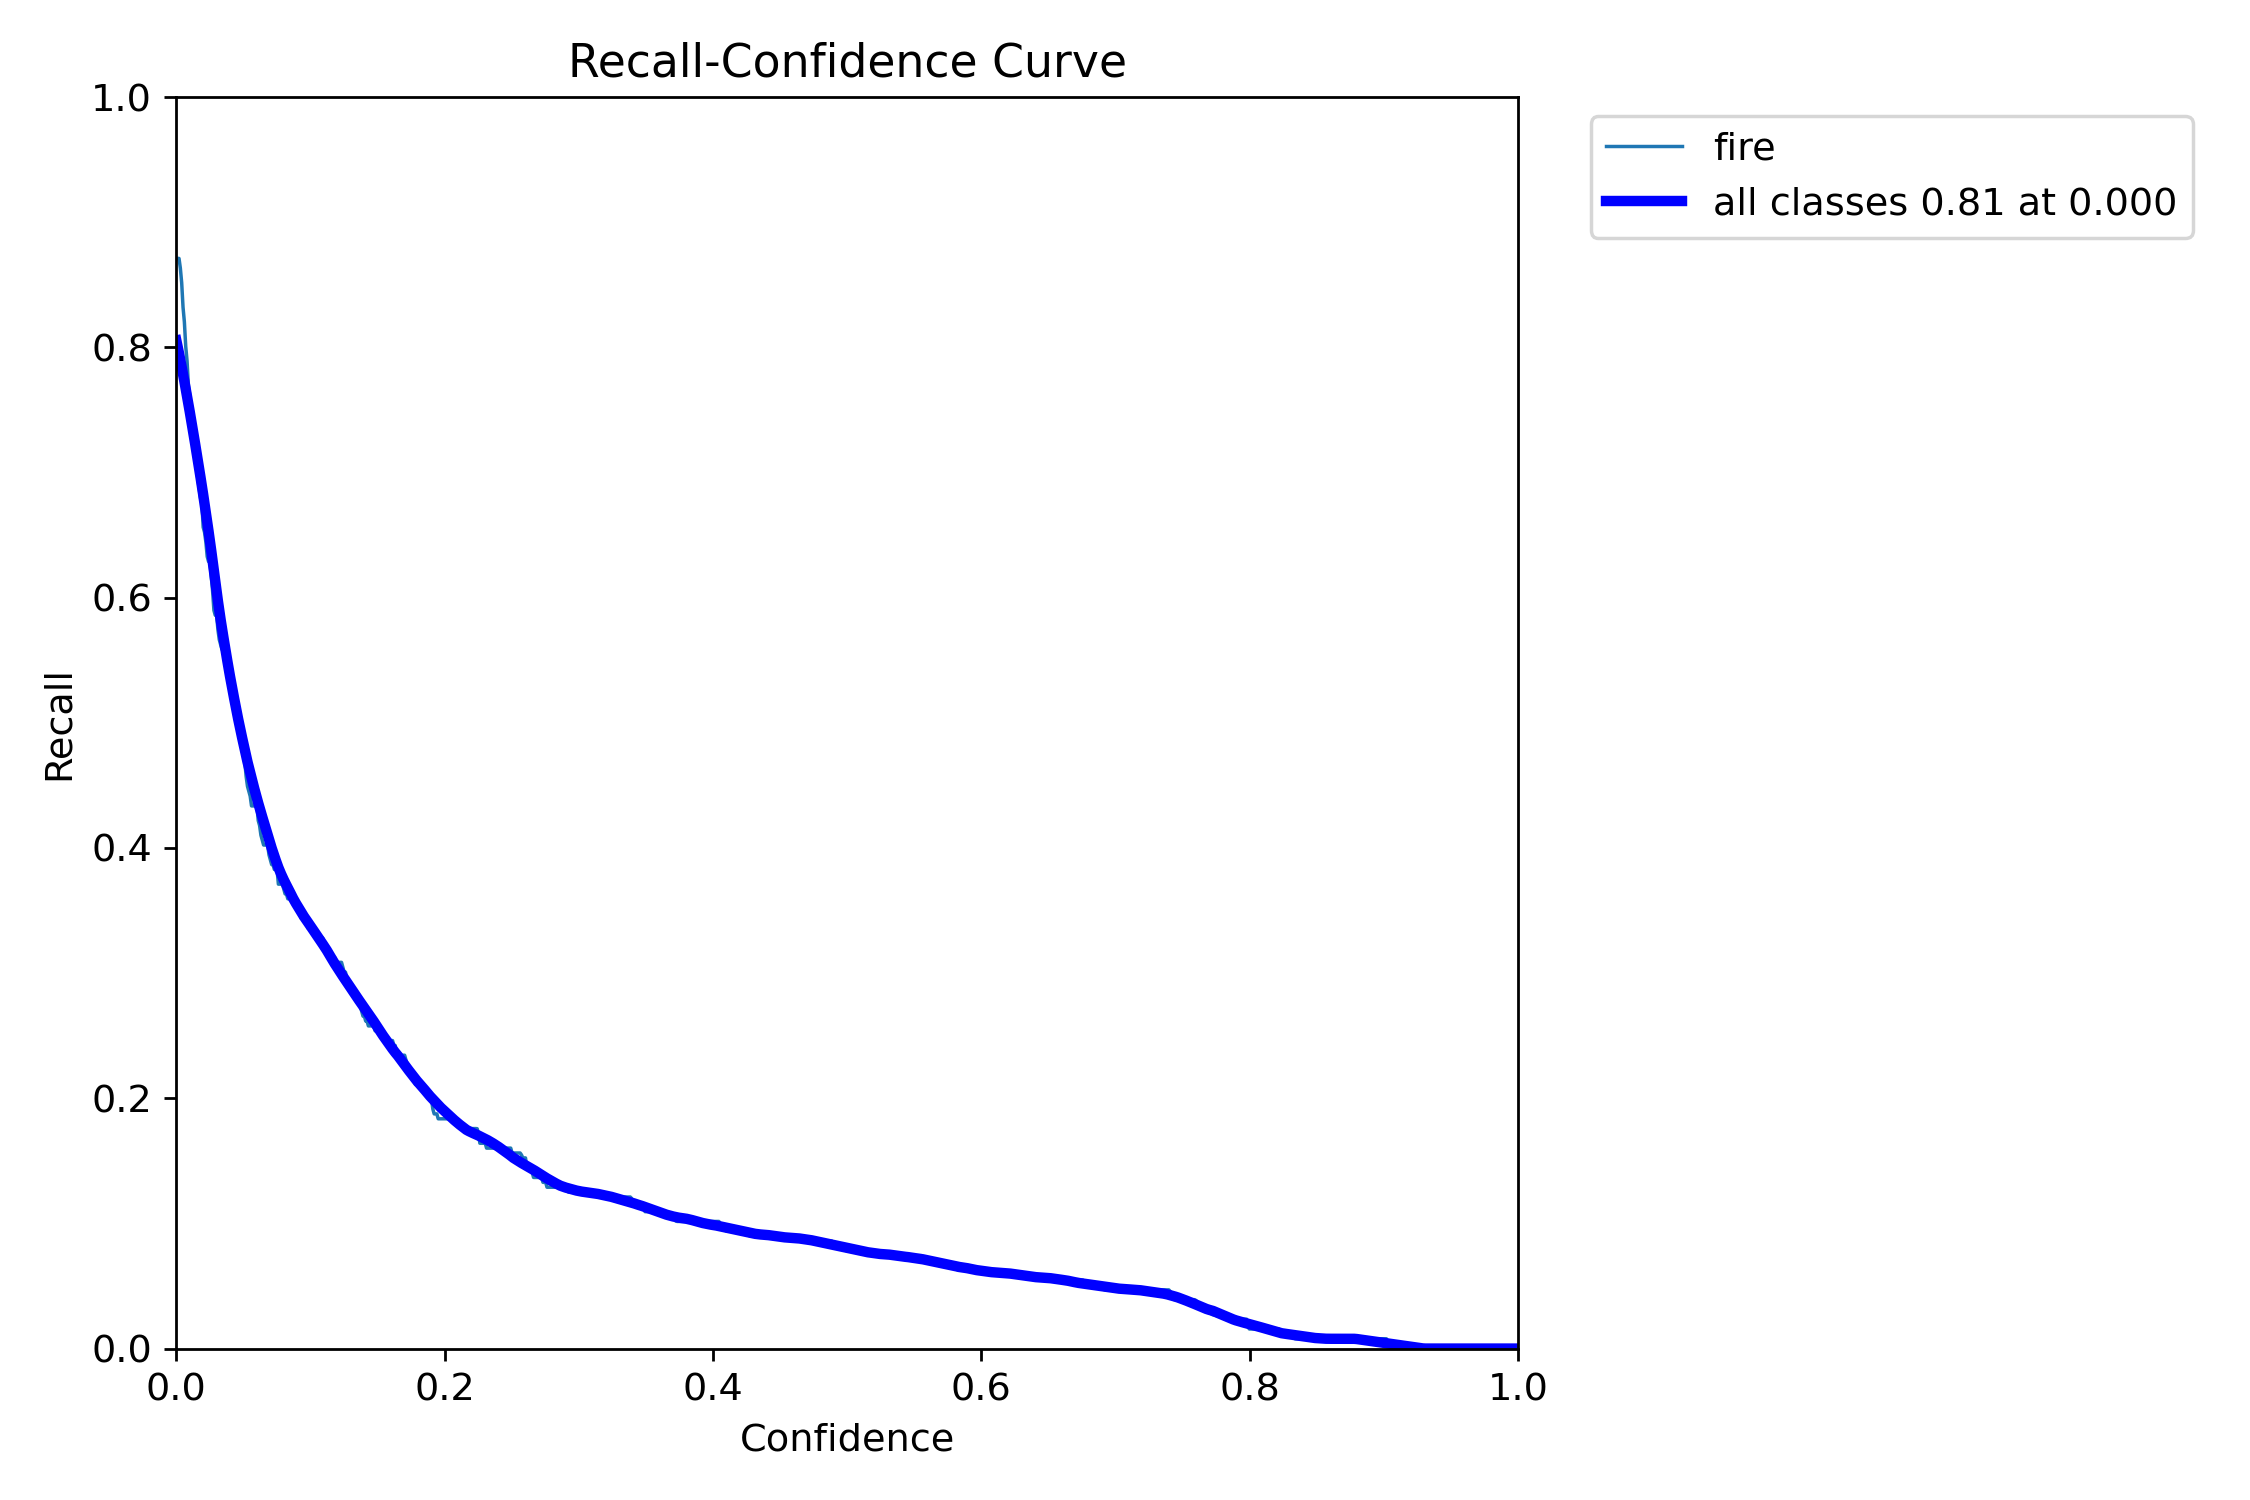 Recall-Confidence Curve
1.0
0.8
0.6
0.4
0.2
0.0
Recall
0.0 0.2 0.4 0.6 0.8 1.0
Confidence
fire
all classes 0.81 at 0.000